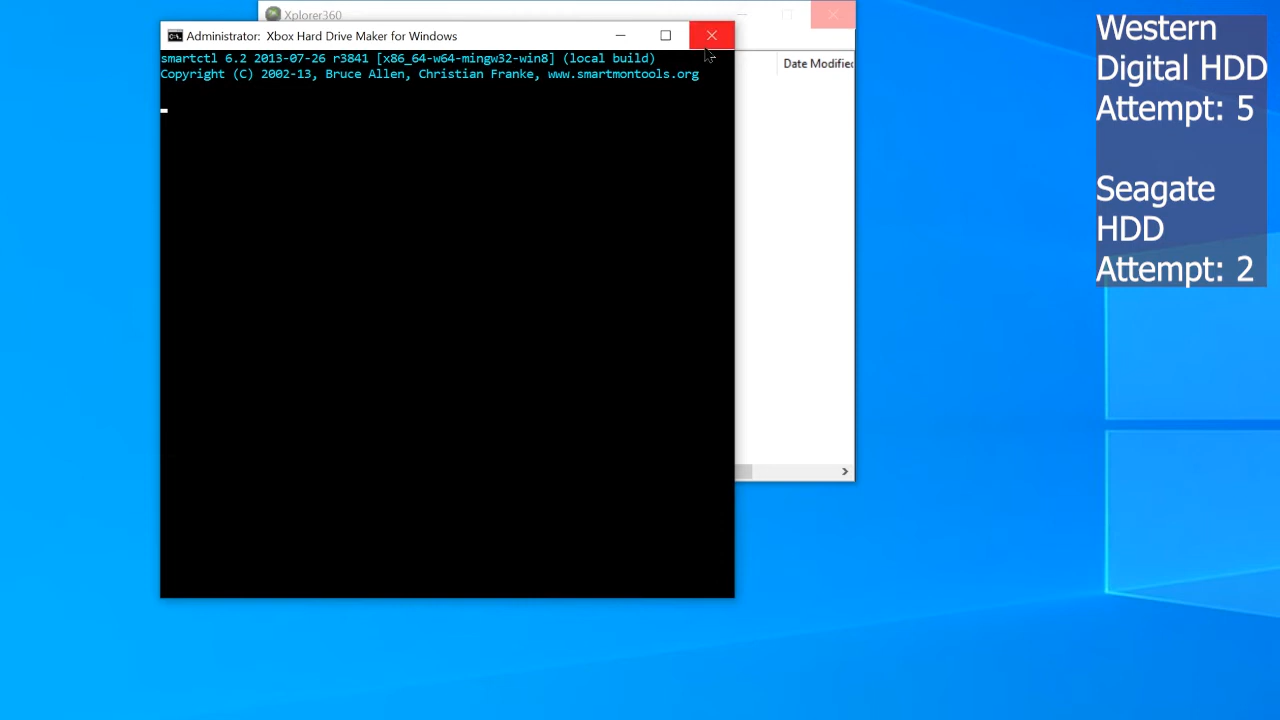 Xplorer360
Administrator:  Xbox Hard Drive Maker for Windows
smartctl 6.2 2013-07-26 r3841 [x86_64-w64-mingw32-win8] (local build)
Copyright (C) 2002-13, Bruce Allen, Christian Franke, www.smartmontools.org
Date Modified
Western
Digital HDD
Attempt: 5
Seagate
HDD
Attempt: 2